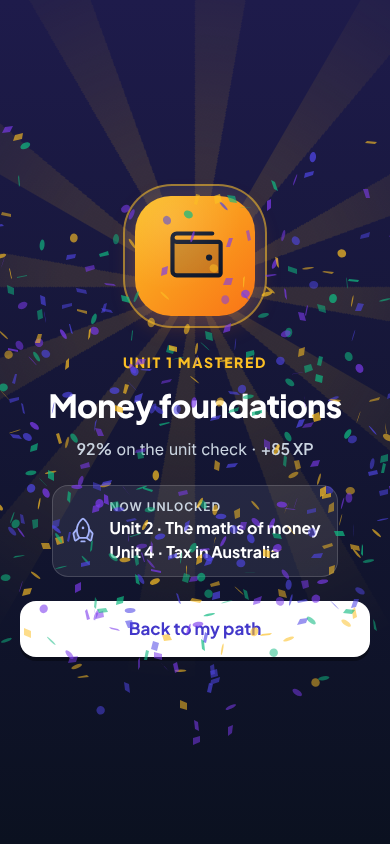 UNIT 1 MASTERED
Money foundations
92% on the unit check · +85 XP
NOW UNLOCKED
Unit 2 · The maths of money
Unit 4 · Tax in Australia
Back to my path